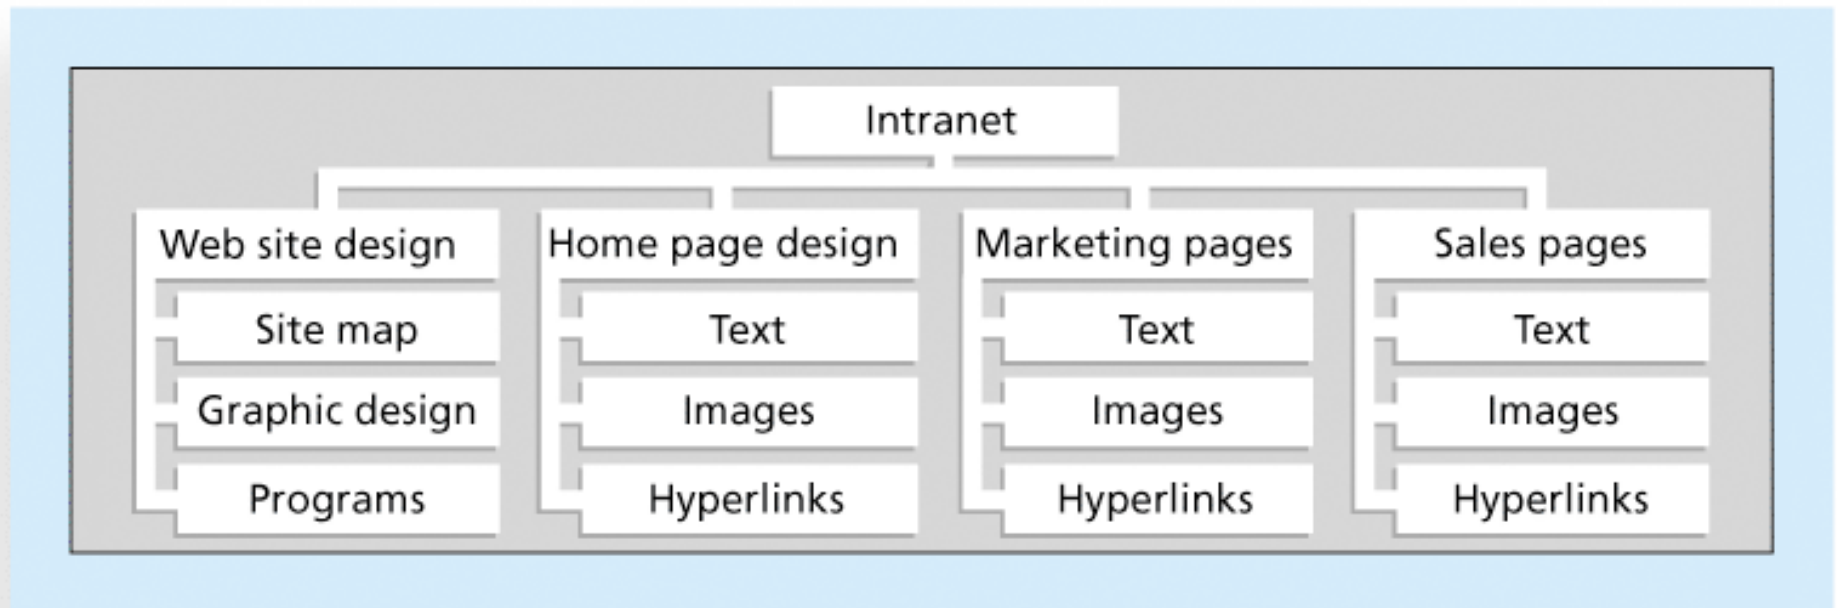 Intranet
Web site design
Home page design
Marketing pages
Sales pages
Site map
Text
Text
Text
Graphic design
Images
Images
Images
Programs
Hyperlinks
Hyperlinks
Hyperlinks